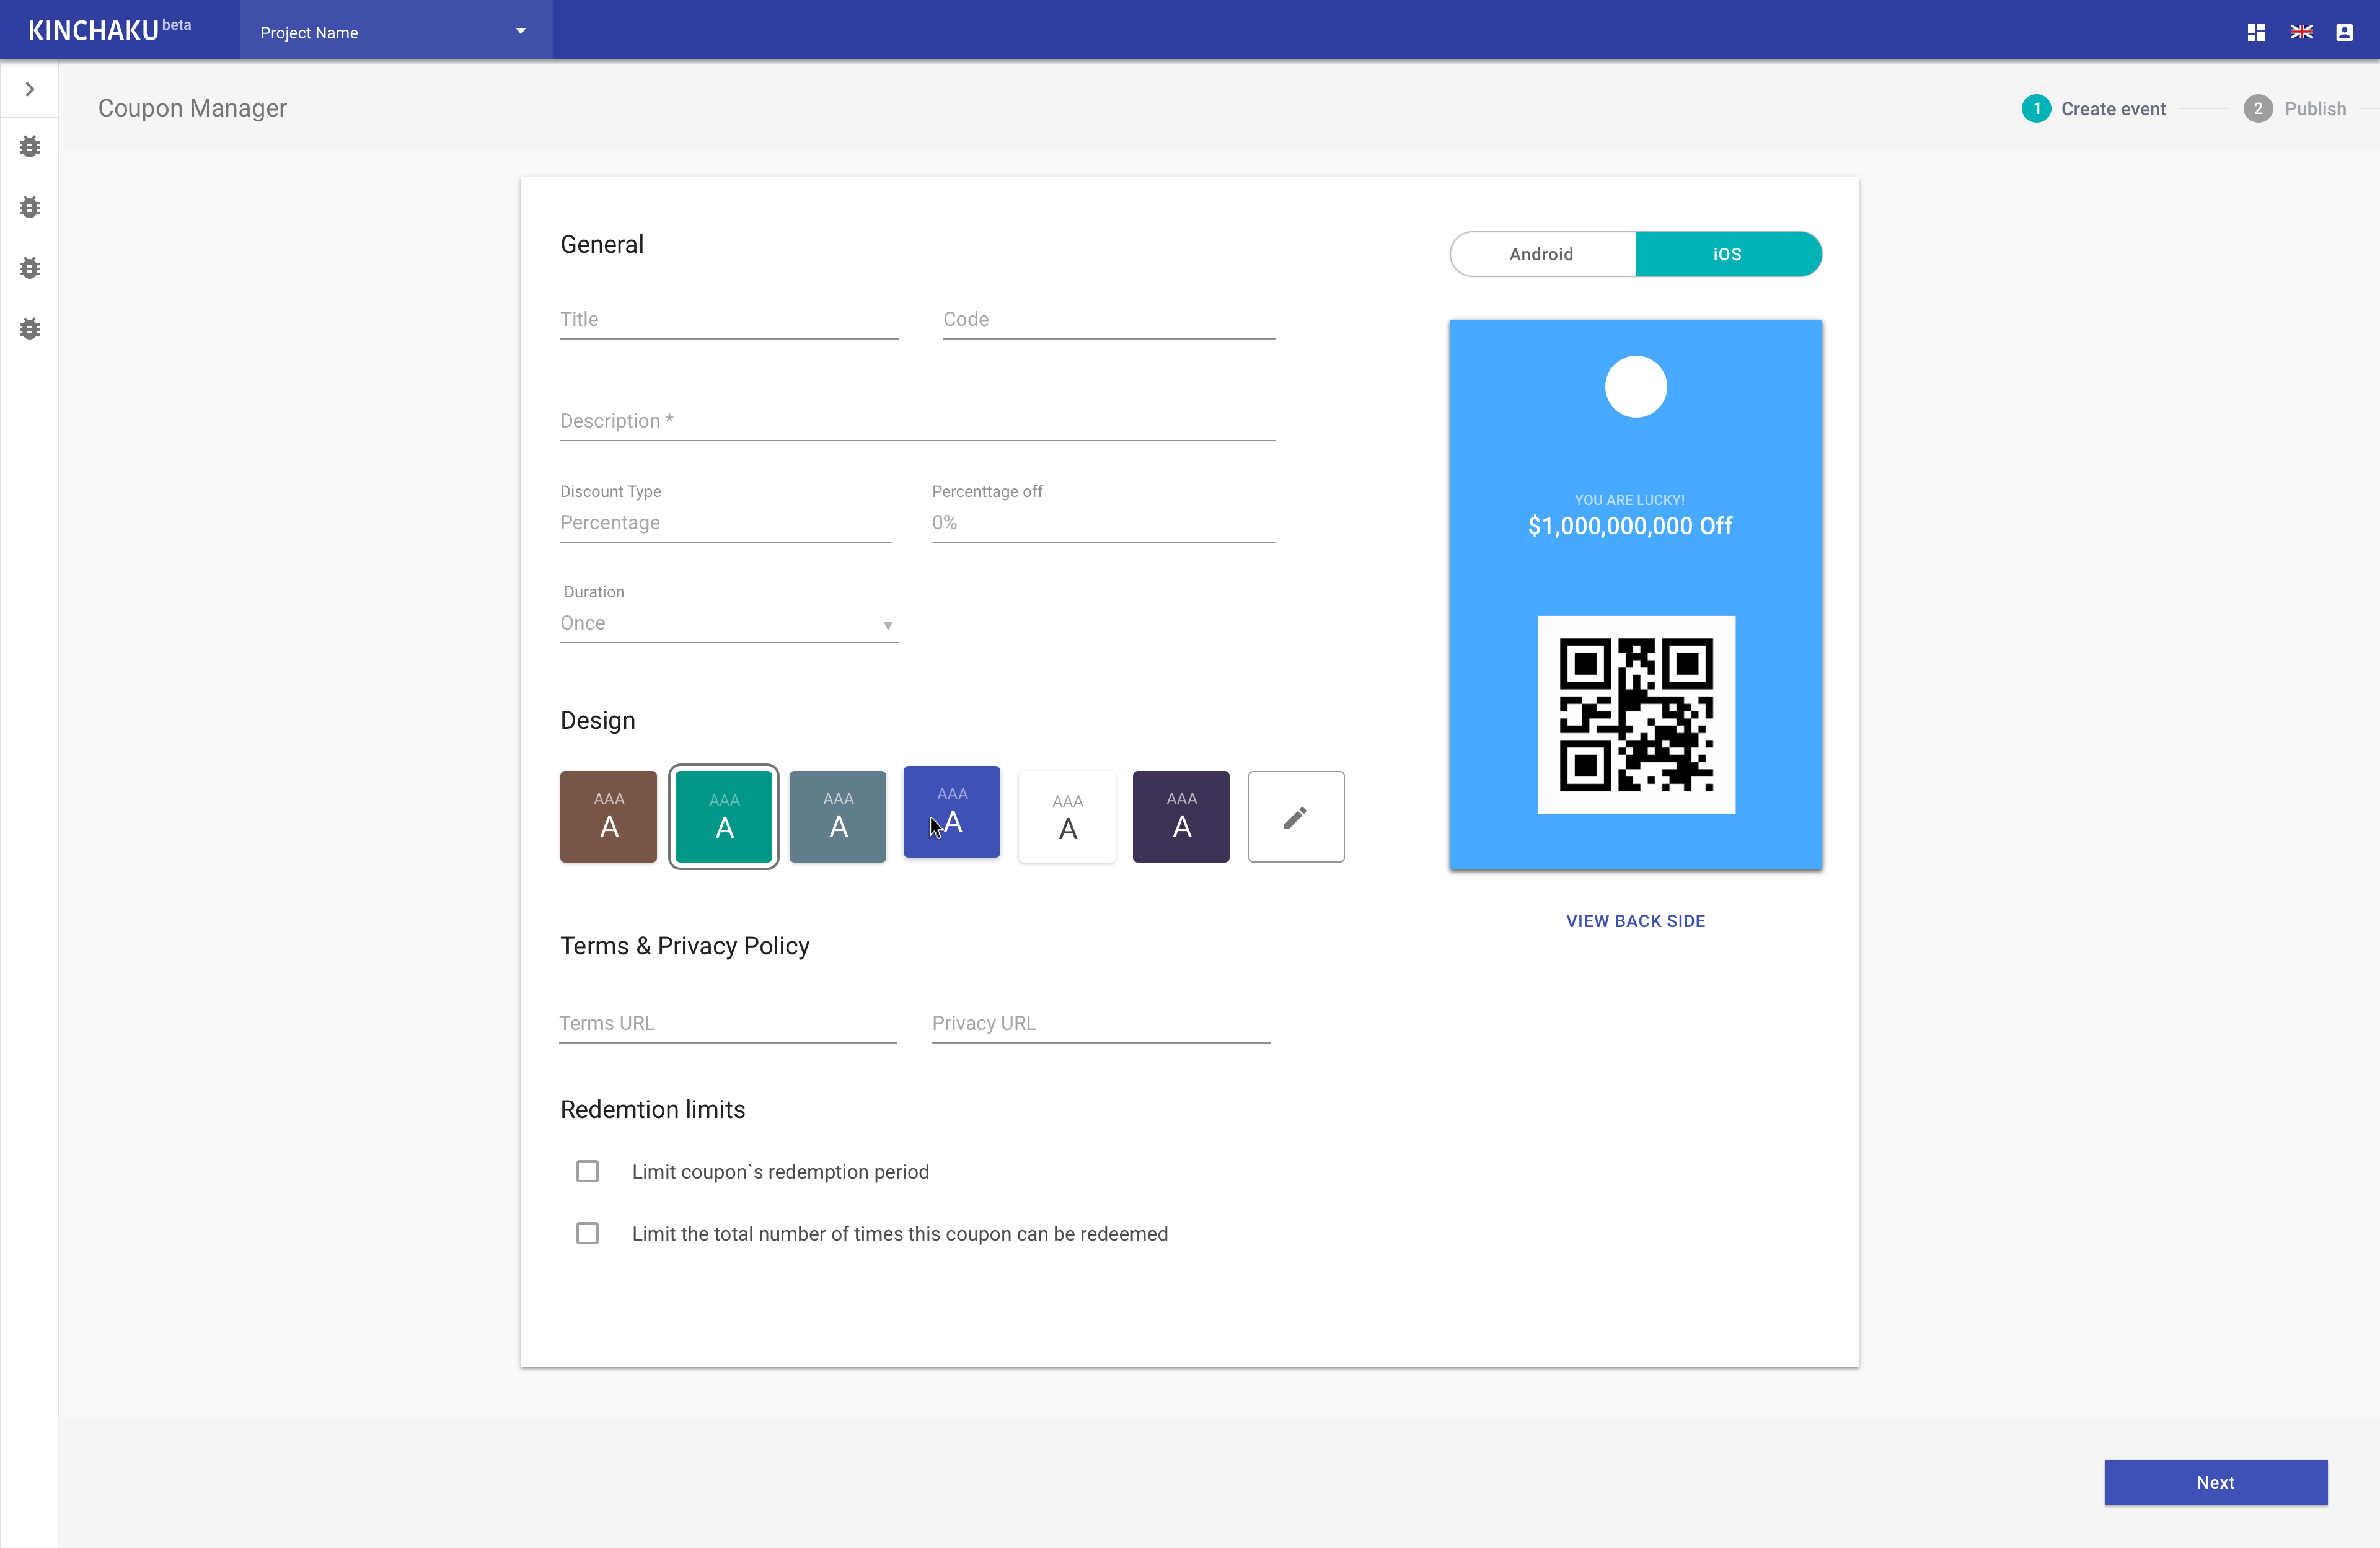 KINCHAKU beta
Project Name
Coupon Manager
1 Create event
2 Publish
General
Android
iOS
Title
Code
Description *
Discount Type
Percenttage off
Percentage
0%
Duration
Once
YOU ARE LUCKY!
$1,000,000,000 Off
Design
AAA
A
AAA
A
AAA
A
AAA
A
AAA
A
AAA
A
VIEW BACK SIDE
Terms & Privacy Policy
Terms URL
Privacy URL
Redemtion limits
Limit coupon`s redemption period
Limit the total number of times this coupon can be redeemed
Next